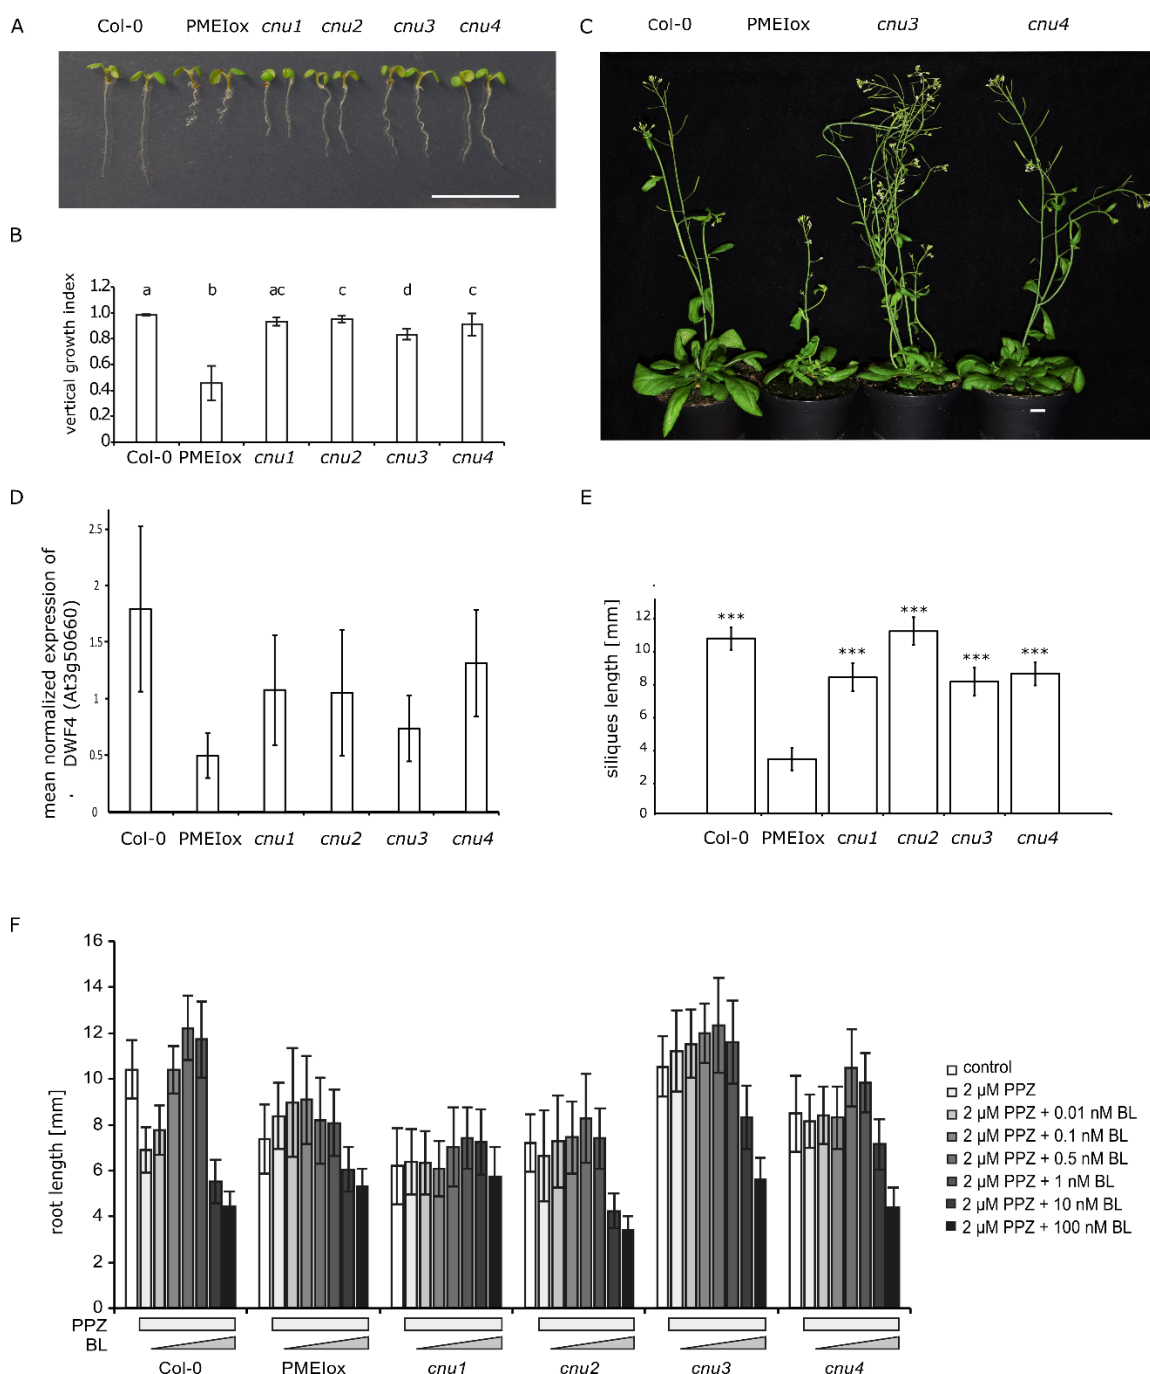 A
Col-0 PMEIox cnu1 cnu2 cnu3 cnu4
C
Col-0 PMEIox cnu3 cnu4
B
vertical growth index
1.2
1.0
0.8
0.6
0.4
0.2
0
a b ac c d c
Col-0 PMEIox cnu1 cnu2 cnu3 cnu4
D
mean normalized expression of
DWF4 (At3g50660)
2.5
2
1.5
1
0.5
0
Col-0 PMEIox cnu1 cnu2 cnu3 cnu4
E
siliques length [mm]
12
10
8
6
4
2
0
*** *** *** *** ***
Col-0 PMEIox cnu1 cnu2 cnu3 cnu4
F
root length [mm]
16
14
12
10
8
6
4
2
0
PPZ
BL
Col-0 PMEIox cnu1 cnu2 cnu3 cnu4
control
2 µM PPZ
2 µM PPZ + 0.01 nM BL
2 µM PPZ + 0.1 nM BL
2 µM PPZ + 0.5 nM BL
2 µM PPZ + 1 nM BL
2 µM PPZ + 10 nM BL
2 µM PPZ + 100 nM BL